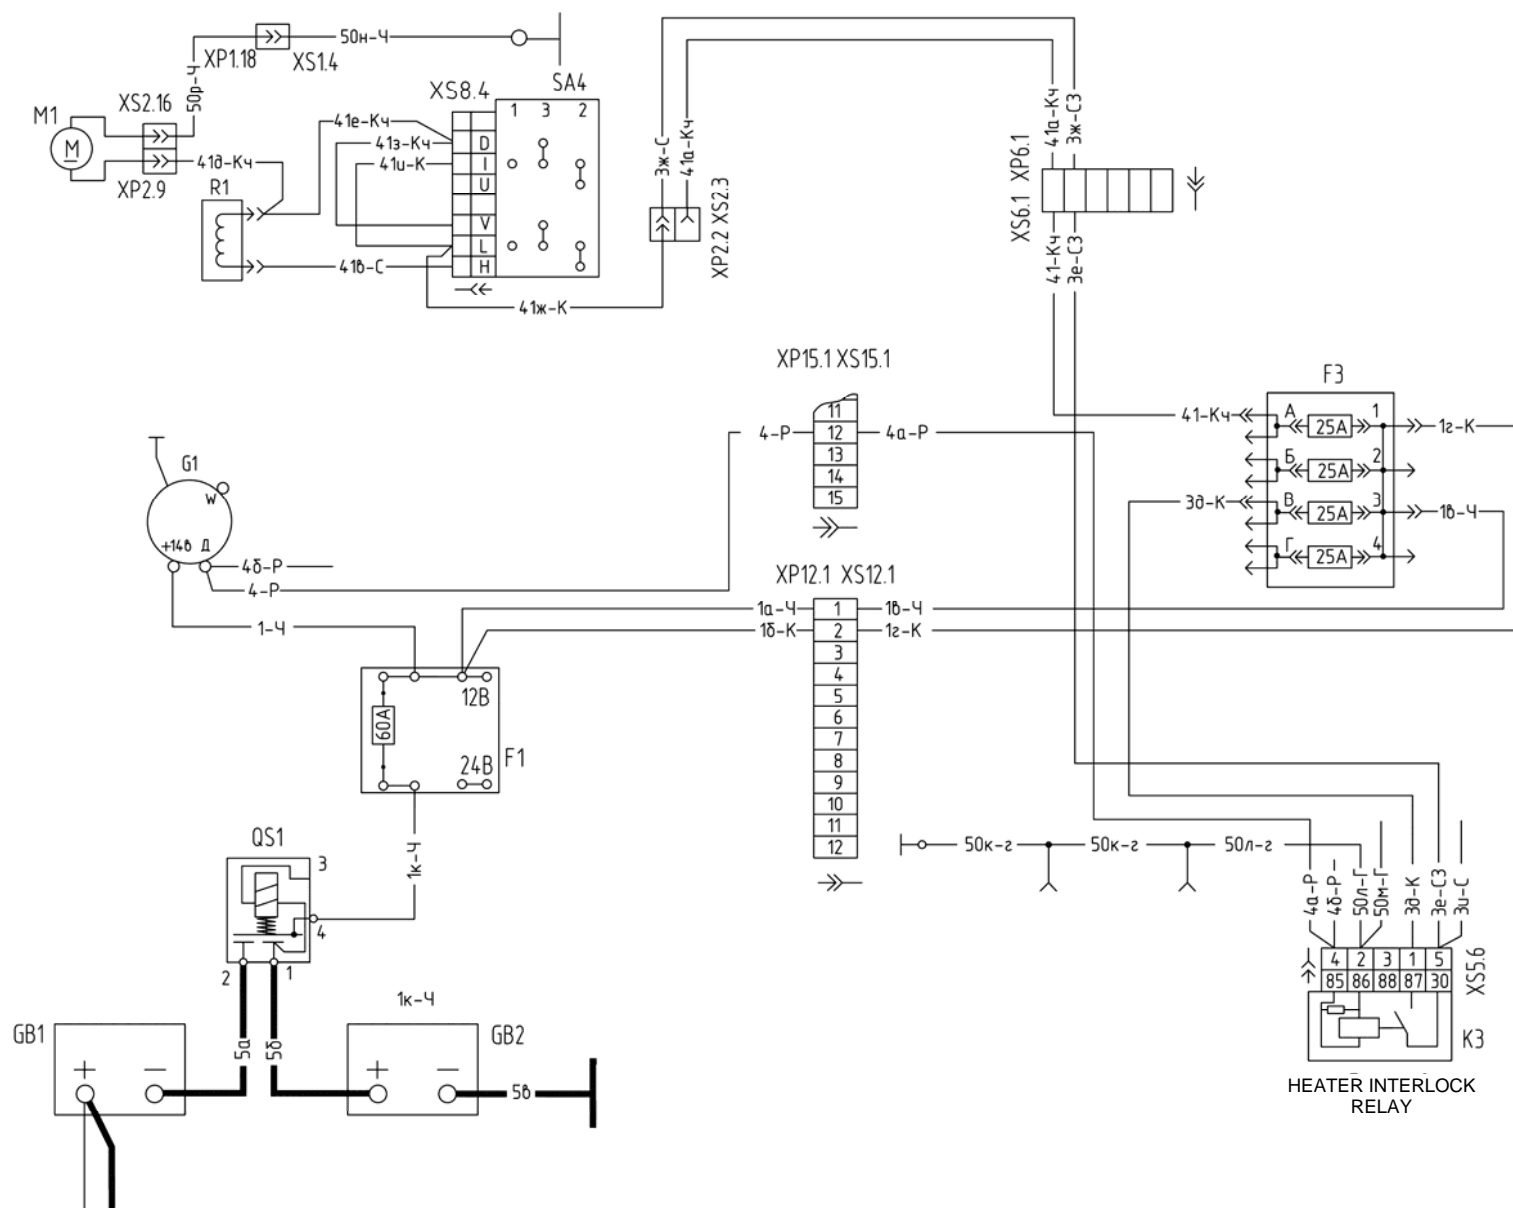 50н-Ч
XP1.18
XS1.4
50р-Ч
XS2.16
M1
M
41д-Кч
XP2.9
R1
41е-Кч
41з-Кч
41и-К
41в-С
41ж-К
XS8.4
SA4
1 3 2
D
I
U
V
L
H
3ж-С
41а-Кч
XP2.2 XS2.3
41а-Кч
3ж-СЗ
XS6.1 XP6.1
41-Кч
3е-СЗ
XP15.1 XS15.1
11
4-Р 12 4а-Р
13
14
15
F3
41-Кч А 25А 1 1г-К
Б 25А 2
3д-К В 25А 3 1в-Ч
Г 25А 4
G1
W
+14в Д
4б-Р
4-Р
1-Ч
XP12.1 XS12.1
1а-Ч 1 1в-Ч
1б-К 2 1г-К
3
4
5
6
7
8
9
10
11
12
12В
60А
24В
F1
1к-Ч
QS1
3
4
2 1
50к-г 50к-г 50л-г
4а-Р
4б-Р
50л-Г
50м-Г
3д-К
3е-СЗ
3и-С
4 2 3 1 5
85 86 88 87 30
XS5.6
K3
HEATER INTERLOCK
RELAY
1к-Ч
GB1
+ −
5а
5б
GB2
+ −
5в